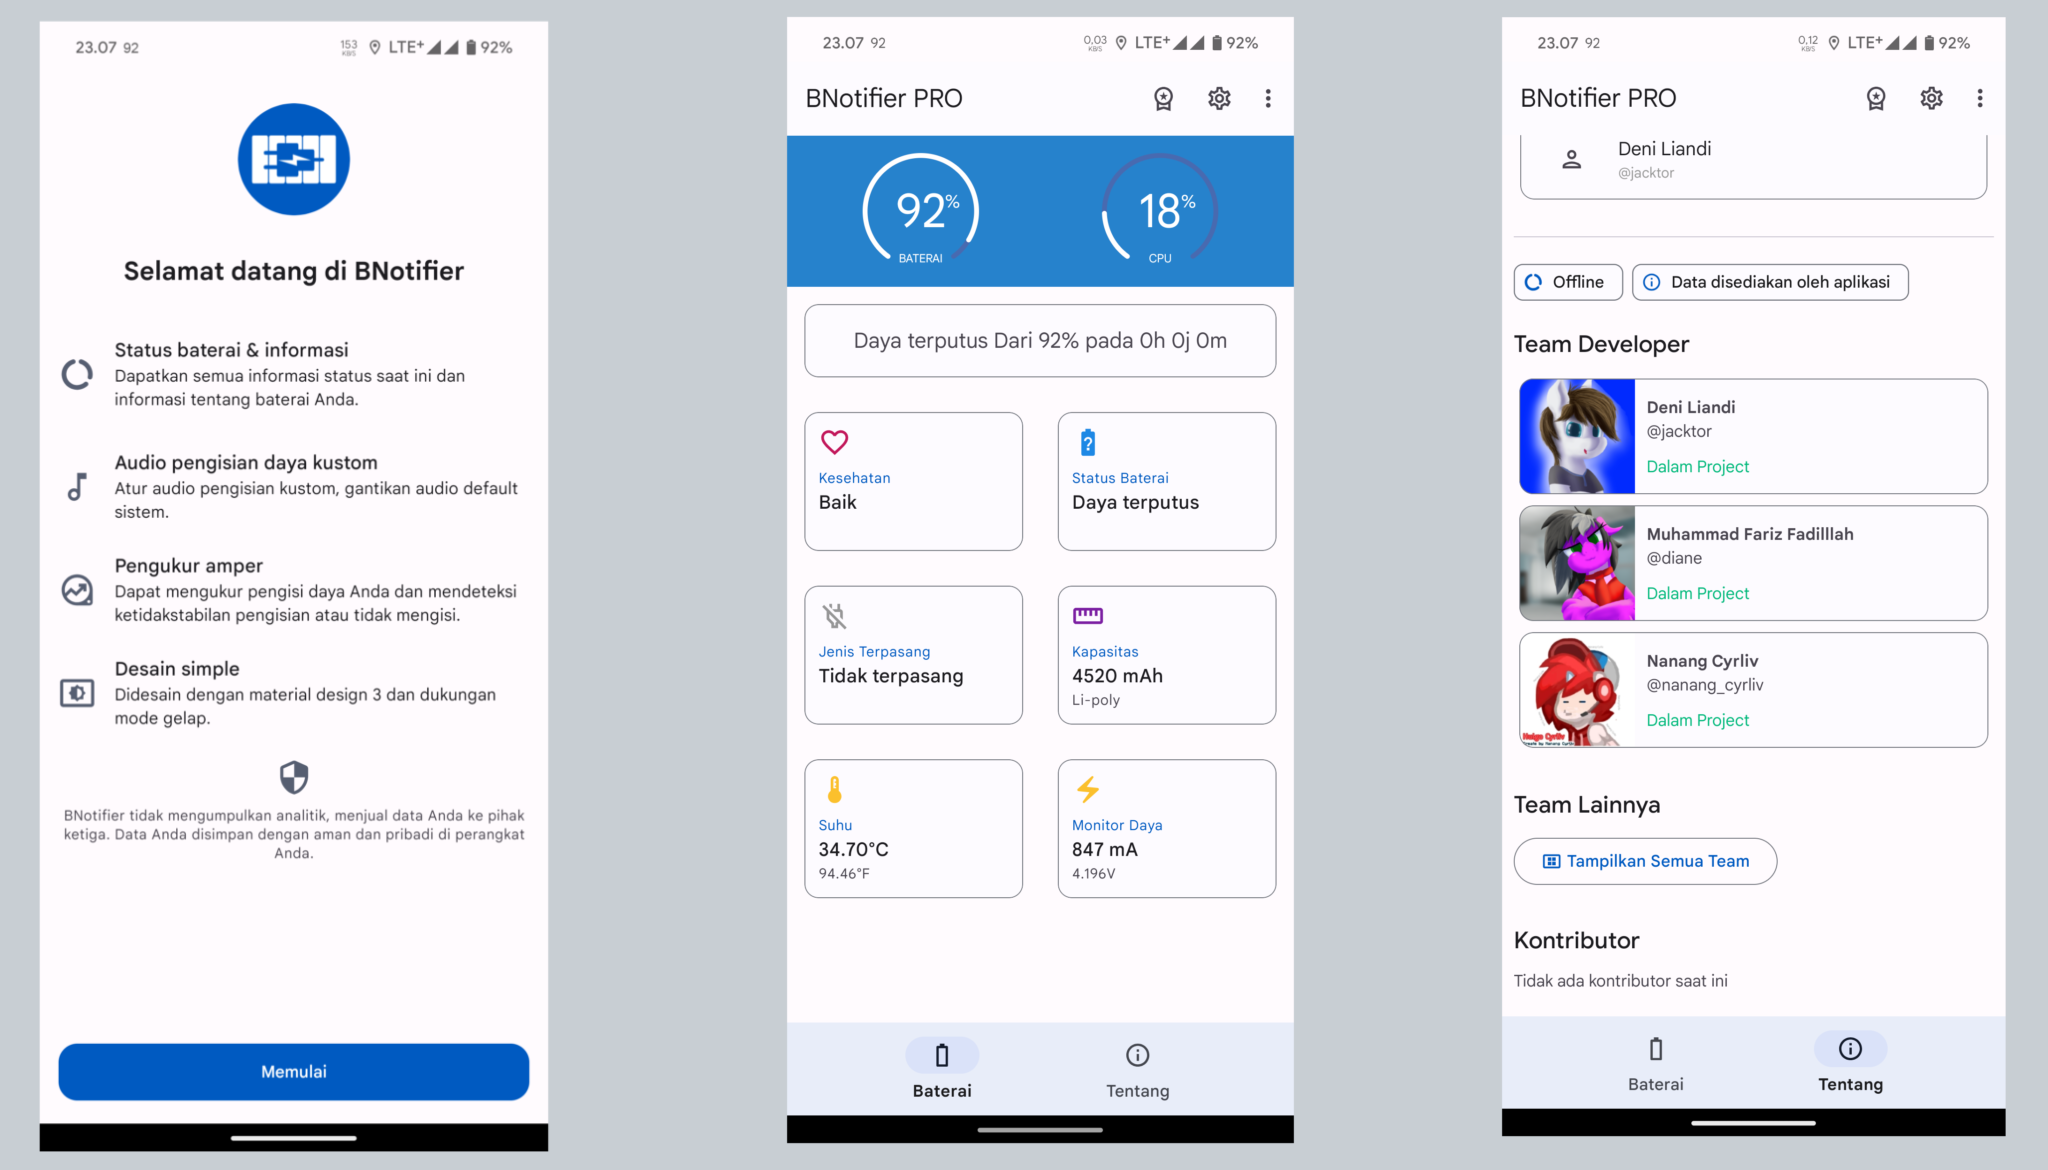 23.07 92
153
KB/S
LTE+ 92%
Selamat datang di BNotifier
Status baterai & informasi
Dapatkan semua informasi status saat ini dan
informasi tentang baterai Anda.
Audio pengisian daya kustom
Atur audio pengisian kustom, gantikan audio default
sistem.
Pengukur amper
Dapat mengukur pengisi daya Anda dan mendeteksi
ketidakstabilan pengisian atau tidak mengisi.
Desain simple
Didesain dengan material design 3 dan dukungan
mode gelap.
BNotifier tidak mengumpulkan analitik, menjual data Anda ke pihak
ketiga. Data Anda disimpan dengan aman dan pribadi di perangkat
Anda.
Memulai
23.07 92
0,03
KB/S
LTE+ 92%
BNotifier PRO
92%
BATERAI
18%
CPU
Daya terputus Dari 92% pada 0h 0j 0m
Kesehatan
Baik
Status Baterai
Daya terputus
Jenis Terpasang
Tidak terpasang
Kapasitas
4520 mAh
Li-poly
Suhu
34.70°C
94.46°F
Monitor Daya
847 mA
4.196V
Baterai
Tentang
23.07 92
0,12
KB/S
LTE+ 92%
BNotifier PRO
Deni Liandi
@jacktor
Offline
Data disediakan oleh aplikasi
Team Developer
Deni Liandi
@jacktor
Dalam Project
Muhammad Fariz Fadilllah
@diane
Dalam Project
Nanang Cyrliv
@nanang_cyrliv
Dalam Project
Team Lainnya
Tampilkan Semua Team
Kontributor
Tidak ada kontributor saat ini
Baterai
Tentang